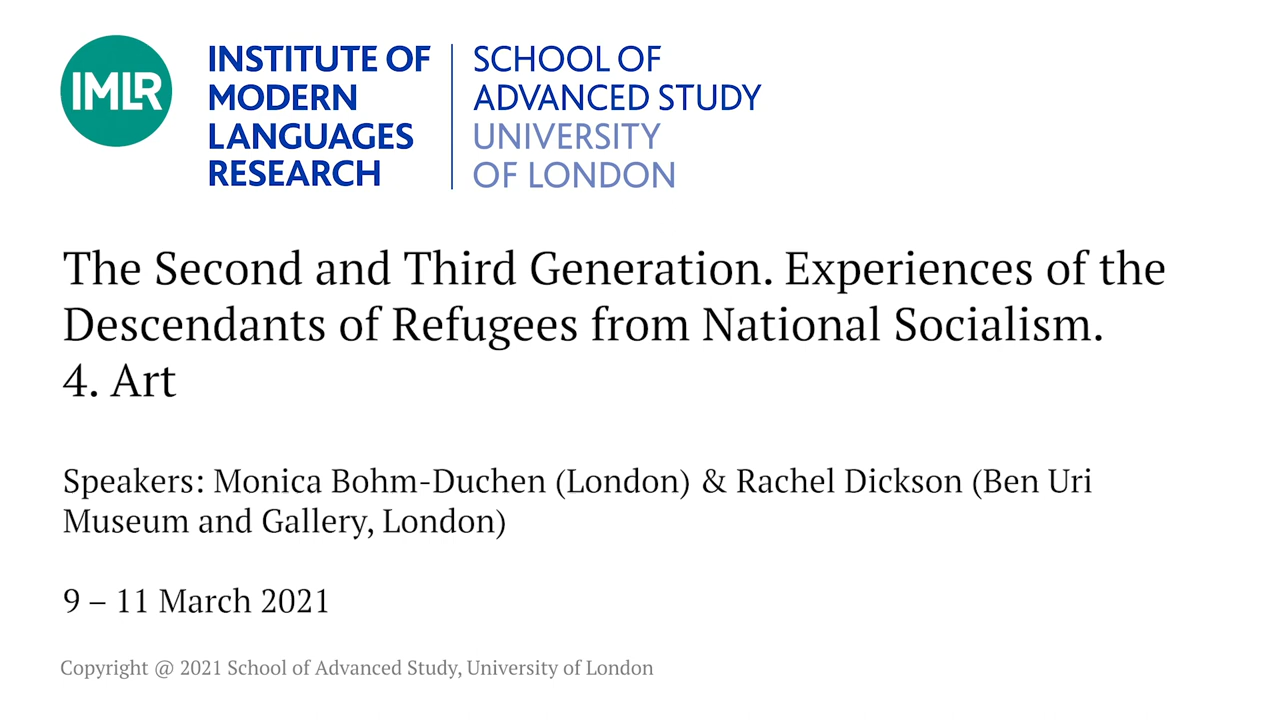 IMLR
INSTITUTE OF
MODERN
LANGUAGES
RESEARCH
SCHOOL OF
ADVANCED STUDY
UNIVERSITY
OF LONDON
The Second and Third Generation. Experiences of the
Descendants of Refugees from National Socialism.
4. Art
Speakers: Monica Bohm-Duchen (London) & Rachel Dickson (Ben Uri
Museum and Gallery, London)
9 – 11 March 2021
Copyright @ 2021 School of Advanced Study, University of London